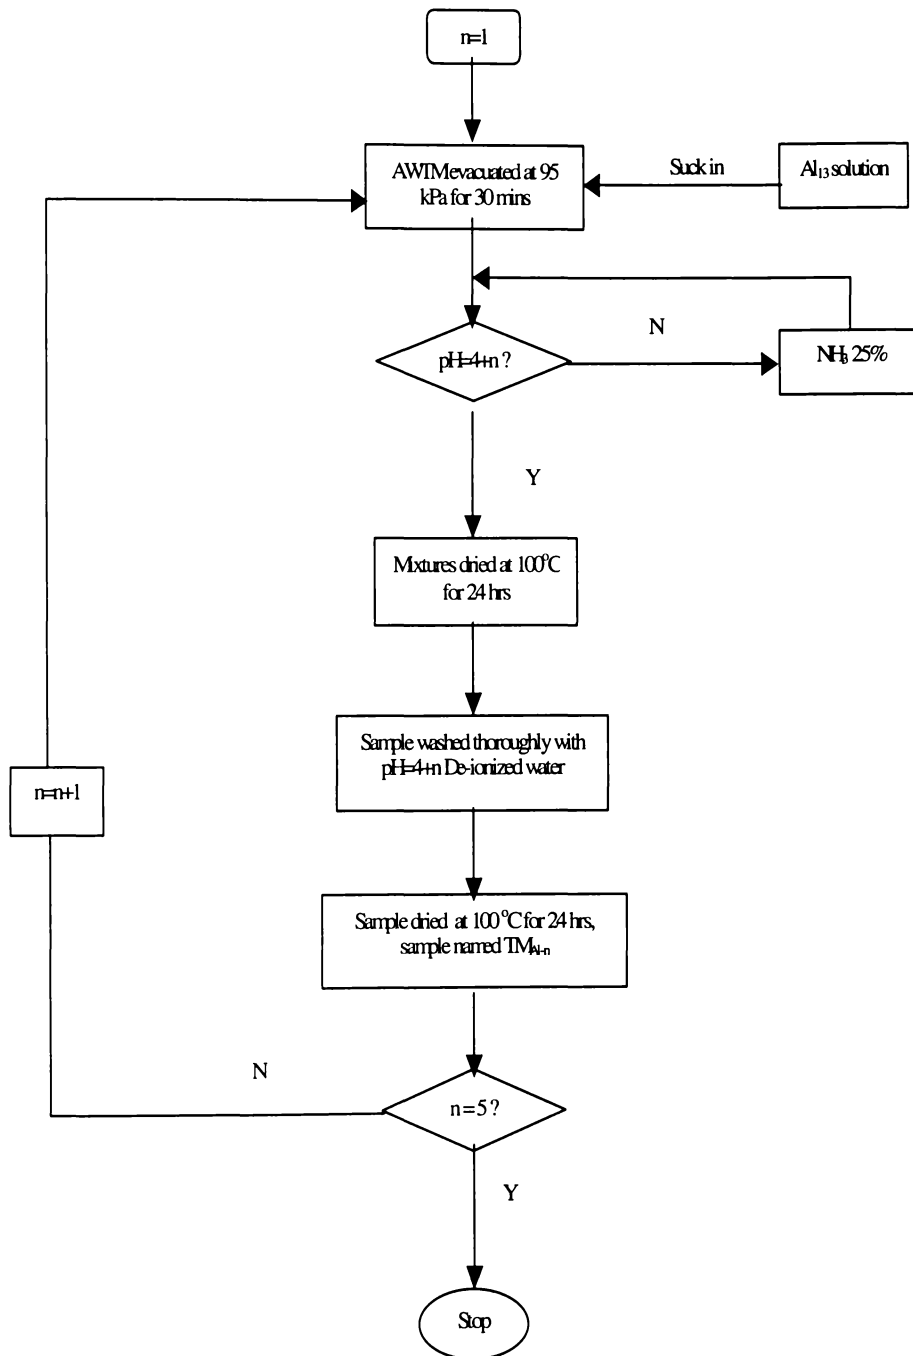 n=1
AWTM evacuated at 95
kPa for 30 mins
Suck in
Al₁₃ solution
pH=4+n ?
N
NH₃ 25%
Y
Mixtures dried at 100°C
for 24 hrs
Sample washed thoroughly with
pH=4+n De-ionized water
n=n+1
Sample dried at 100 °C for 24 hrs,
sample named TM_Al-n
N
n = 5 ?
Y
Stop